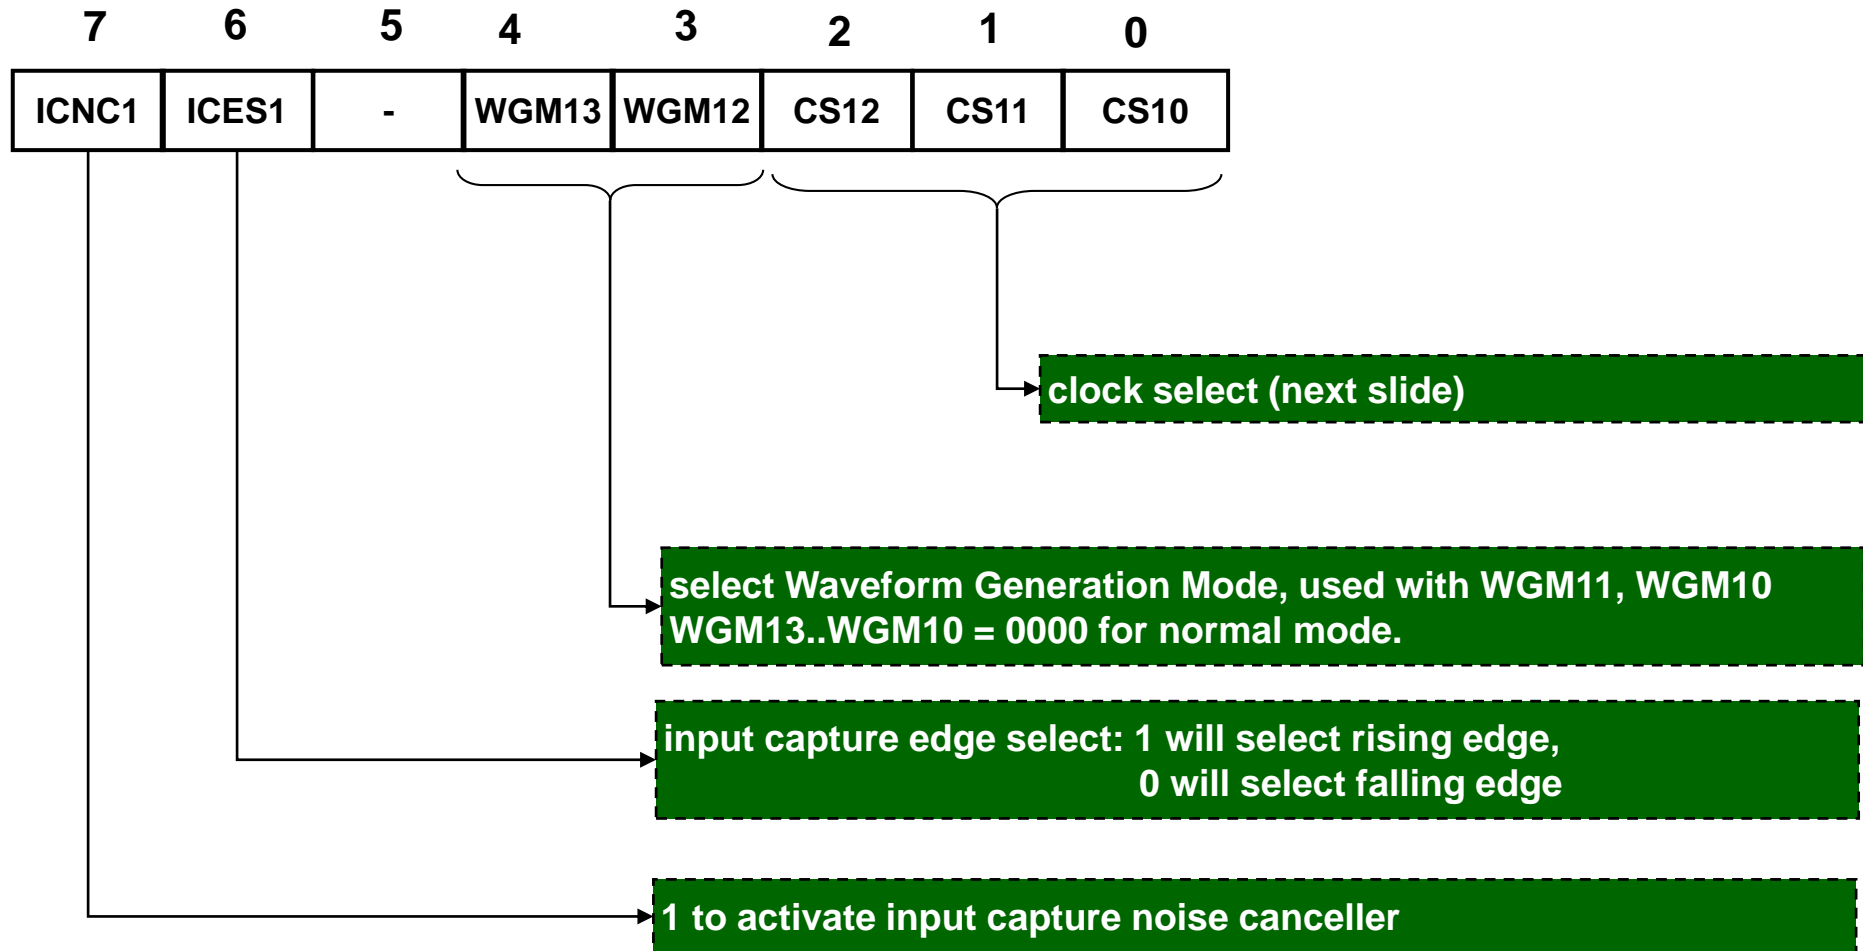 7 6 5 4 3 2 1 0
ICNC1 ICES1 - WGM13 WGM12 CS12 CS11 CS10
clock select (next slide)
select Waveform Generation Mode, used with WGM11, WGM10
WGM13..WGM10 = 0000 for normal mode.
input capture edge select: 1 will select rising edge,
0 will select falling edge
1 to activate input capture noise canceller